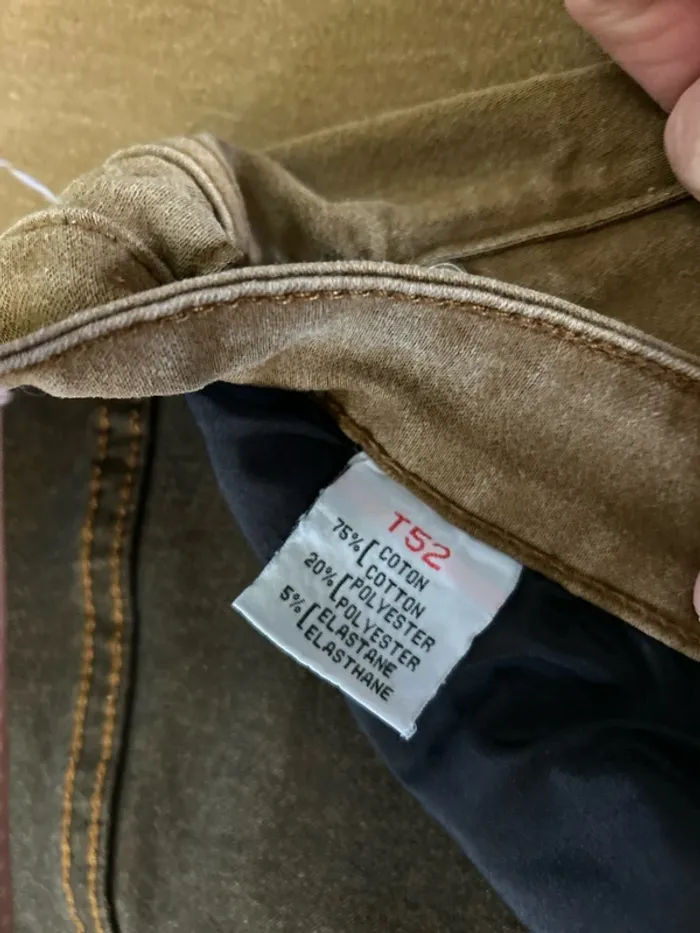 T52
75% [ COTON
COTTON
20% [ POLYESTER
POLYESTER
5% [ ELASTANE
ELASTHANE